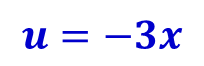 u = −3x